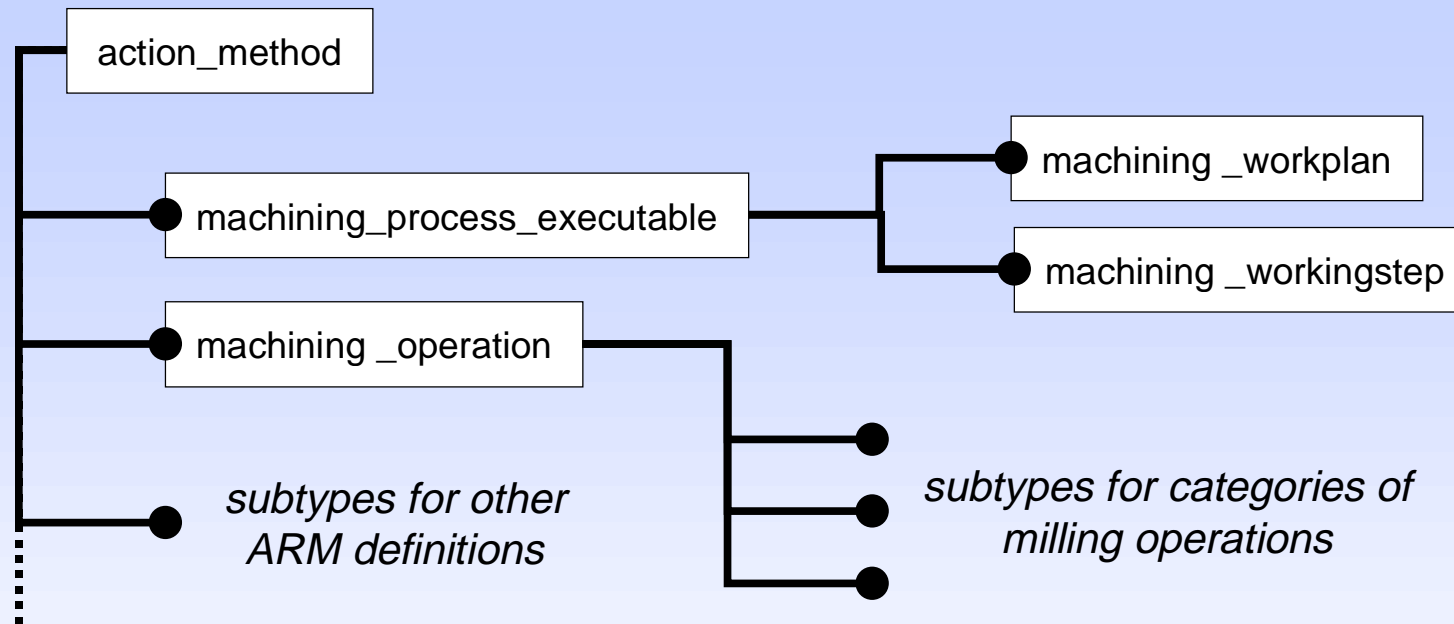 action_method
machining _workplan
machining_process_executable
machining _workingstep
machining _operation
subtypes for other
ARM definitions
subtypes for categories of
milling operations